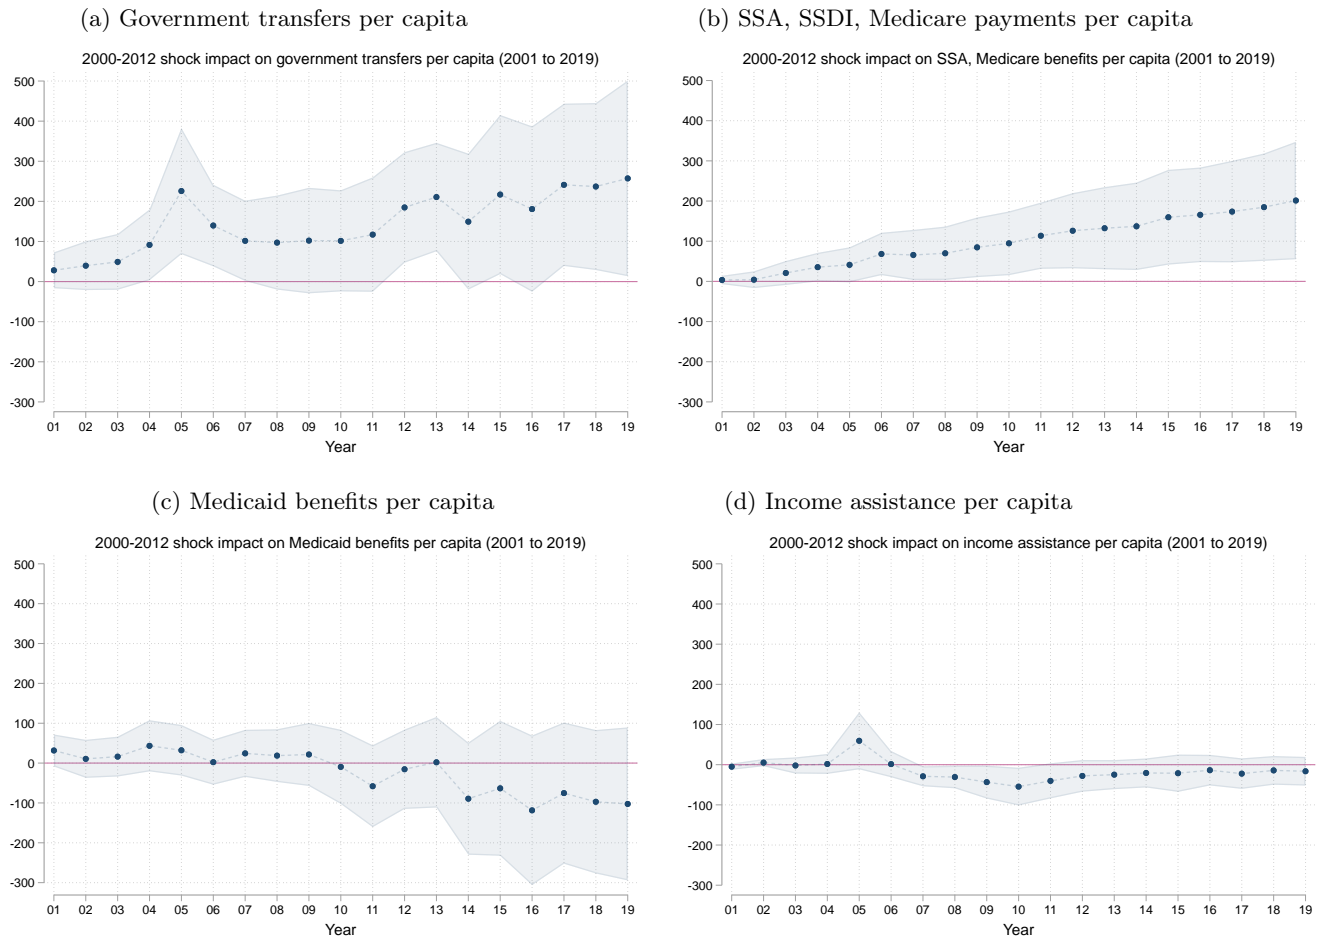 (a) Government transfers per capita
2000-2012 shock impact on government transfers per capita (2001 to 2019)
500
400
300
200
100
0
-100
-200
-300
01 02 03 04 05 06 07 08 09 10 11 12 13 14 15 16 17 18 19
Year
(b) SSA, SSDI, Medicare payments per capita
2000-2012 shock impact on SSA, Medicare benefits per capita (2001 to 2019)
500
400
300
200
100
0
-100
-200
-300
01 02 03 04 05 06 07 08 09 10 11 12 13 14 15 16 17 18 19
Year
(c) Medicaid benefits per capita
2000-2012 shock impact on Medicaid benefits per capita (2001 to 2019)
500
400
300
200
100
0
-100
-200
-300
01 02 03 04 05 06 07 08 09 10 11 12 13 14 15 16 17 18 19
Year
(d) Income assistance per capita
2000-2012 shock impact on income assistance per capita (2001 to 2019)
500
400
300
200
100
0
-100
-200
-300
01 02 03 04 05 06 07 08 09 10 11 12 13 14 15 16 17 18 19
Year